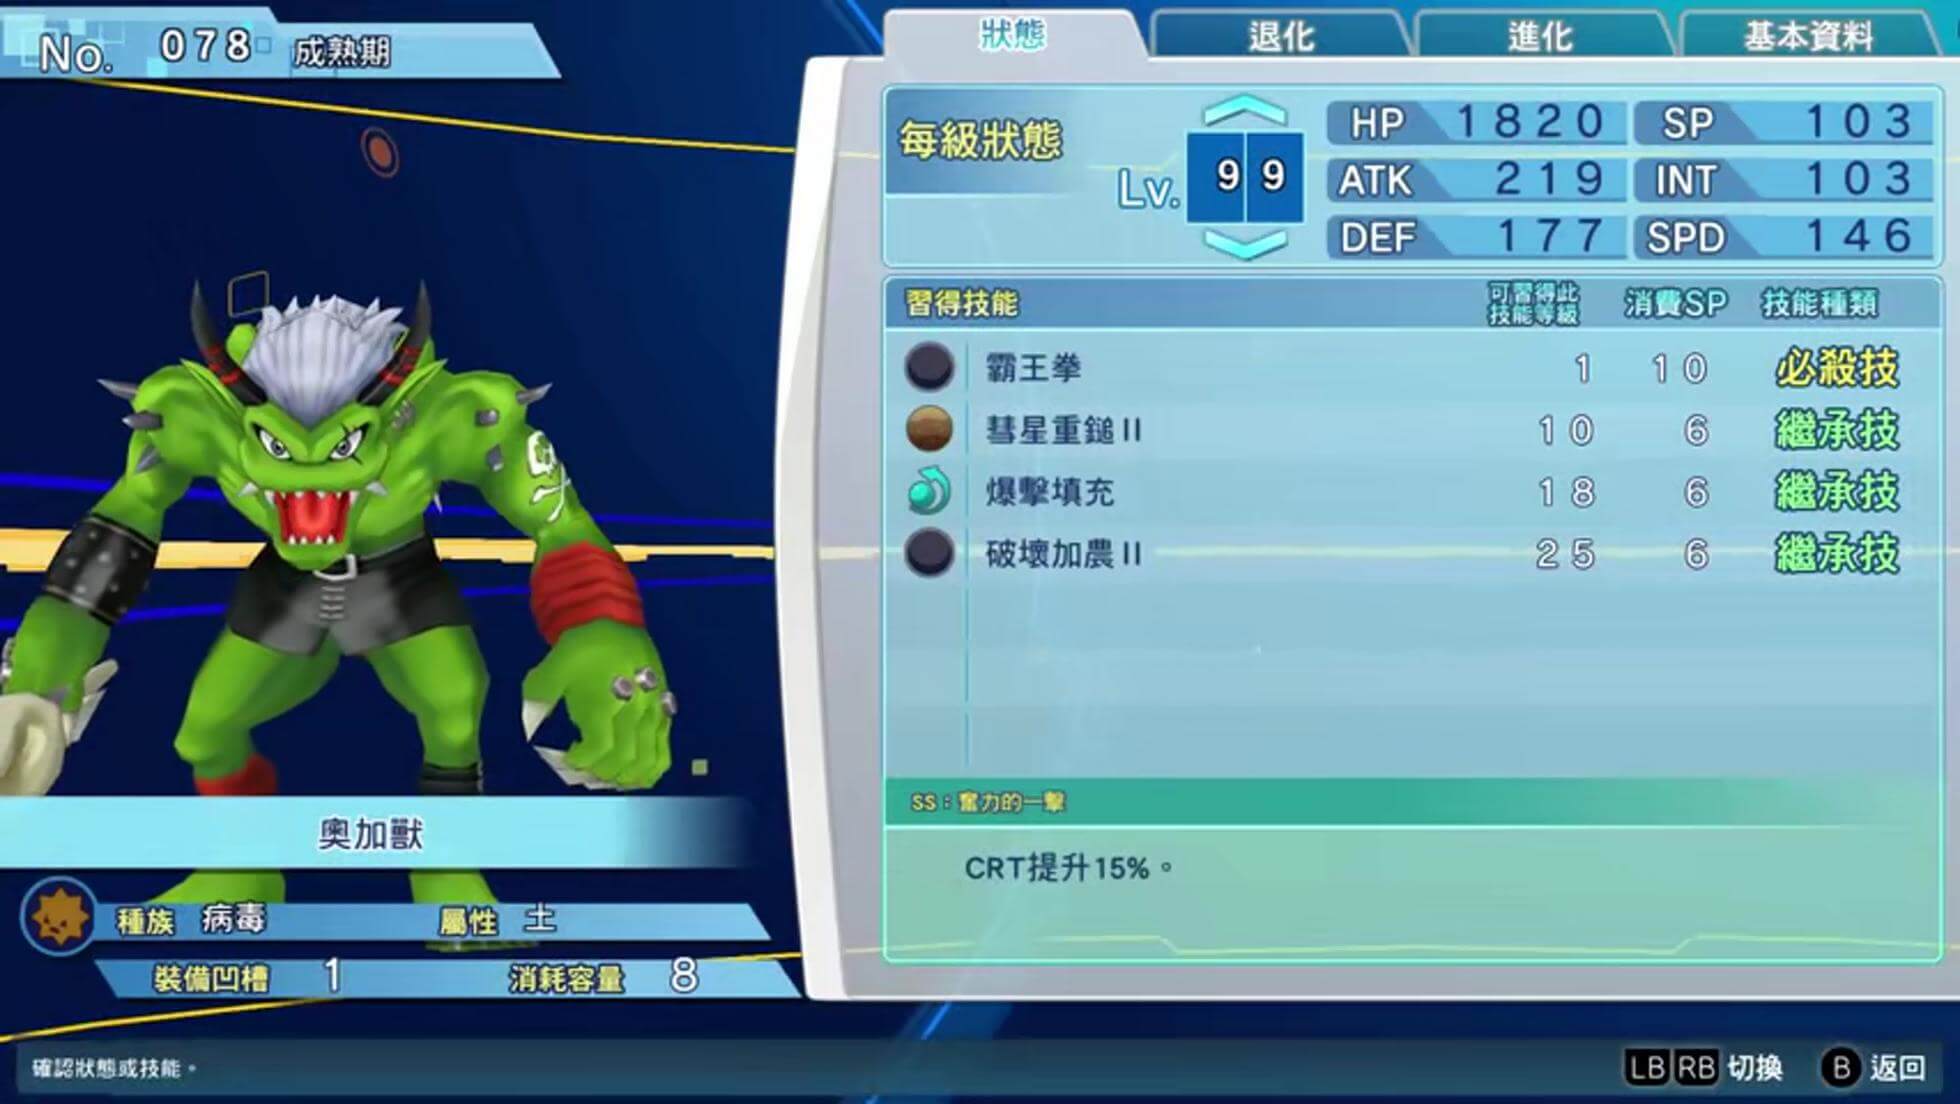 No. 078 成熟期
狀態 退化 進化 基本資料
每級狀態
Lv. 99
HP 1820 SP 103
ATK 219 INT 103
DEF 177 SPD 146
習得技能 可習得此技能等級 消費SP 技能種類
霸王拳 1 10 必殺技
彗星重鎚II 10 6 繼承技
爆擊填充 18 6 繼承技
破壞加農II 25 6 繼承技
SS：奮力的一擊
CRT提升15%。
奧加獸
種族 病毒 屬性 土
裝備凹槽 1 消耗容量 8
確認狀態或技能。
LB RB 切換 B 返回